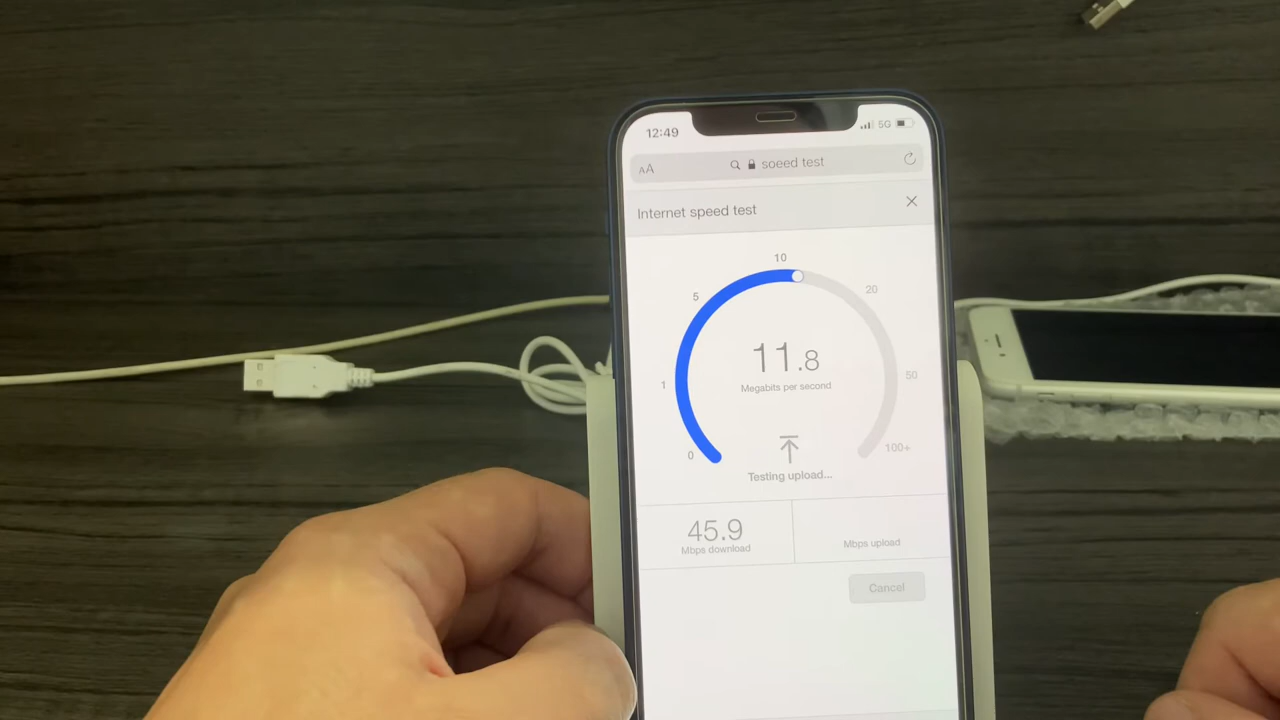 12:49 5G
AA soeed test
Internet speed test
10
5 20
11.8
Megabits per second
1 50
0 100+
Testing upload...
45.9
Mbps download Mbps upload
Cancel